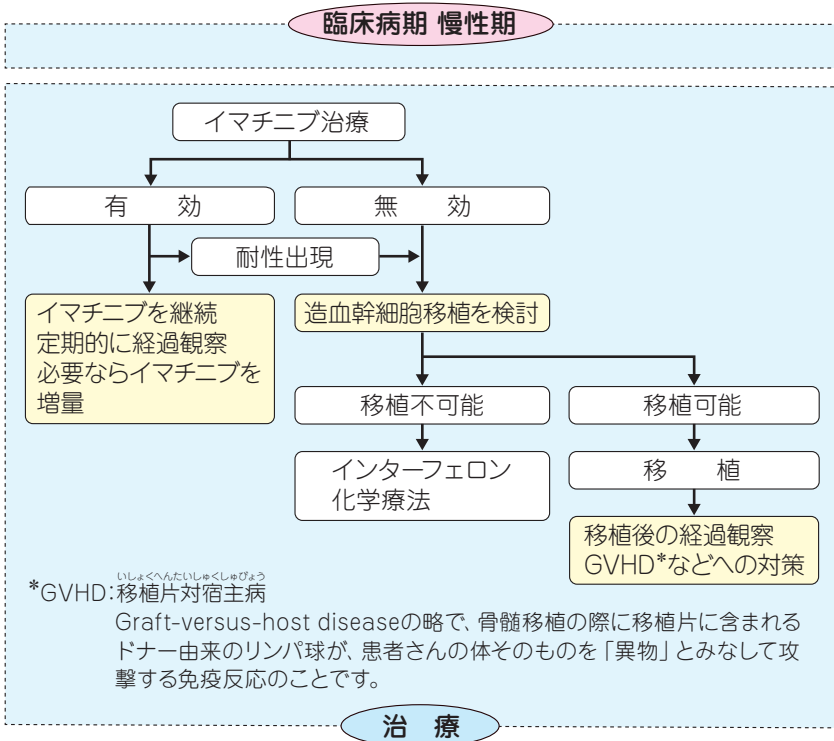 臨床病期 慢性期
イマチニブ治療
有　効
無　効
耐性出現
イマチニブを継続
定期的に経過観察
必要ならイマチニブを
増量
造血幹細胞移植を検討
移植不可能
移植可能
インターフェロン
化学療法
移　植
移植後の経過観察
GVHD*などへの対策
いしょくへんたいしゅくしゅびょう
*GVHD:移植片対宿主病
Graft-versus-host diseaseの略で、骨髄移植の際に移植片に含まれる
ドナー由来のリンパ球が、患者さんの体そのものを「異物」とみなして攻
撃する免疫反応のことです。
治　療